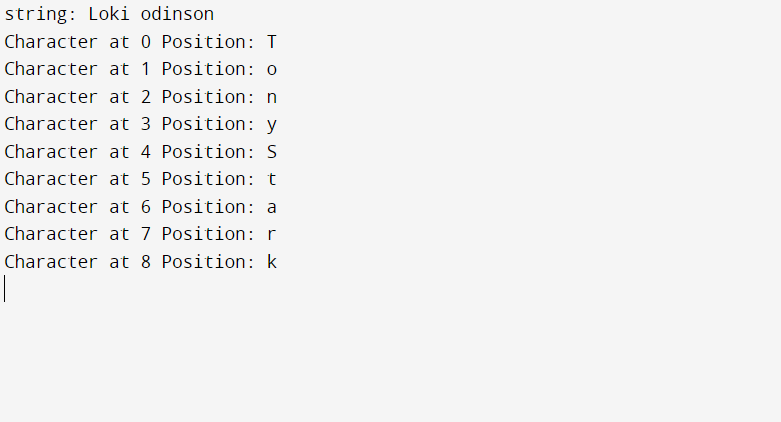 string: Loki odinson
Character at 0 Position: T
Character at 1 Position: o
Character at 2 Position: n
Character at 3 Position: y
Character at 4 Position: S
Character at 5 Position: t
Character at 6 Position: a
Character at 7 Position: r
Character at 8 Position: k